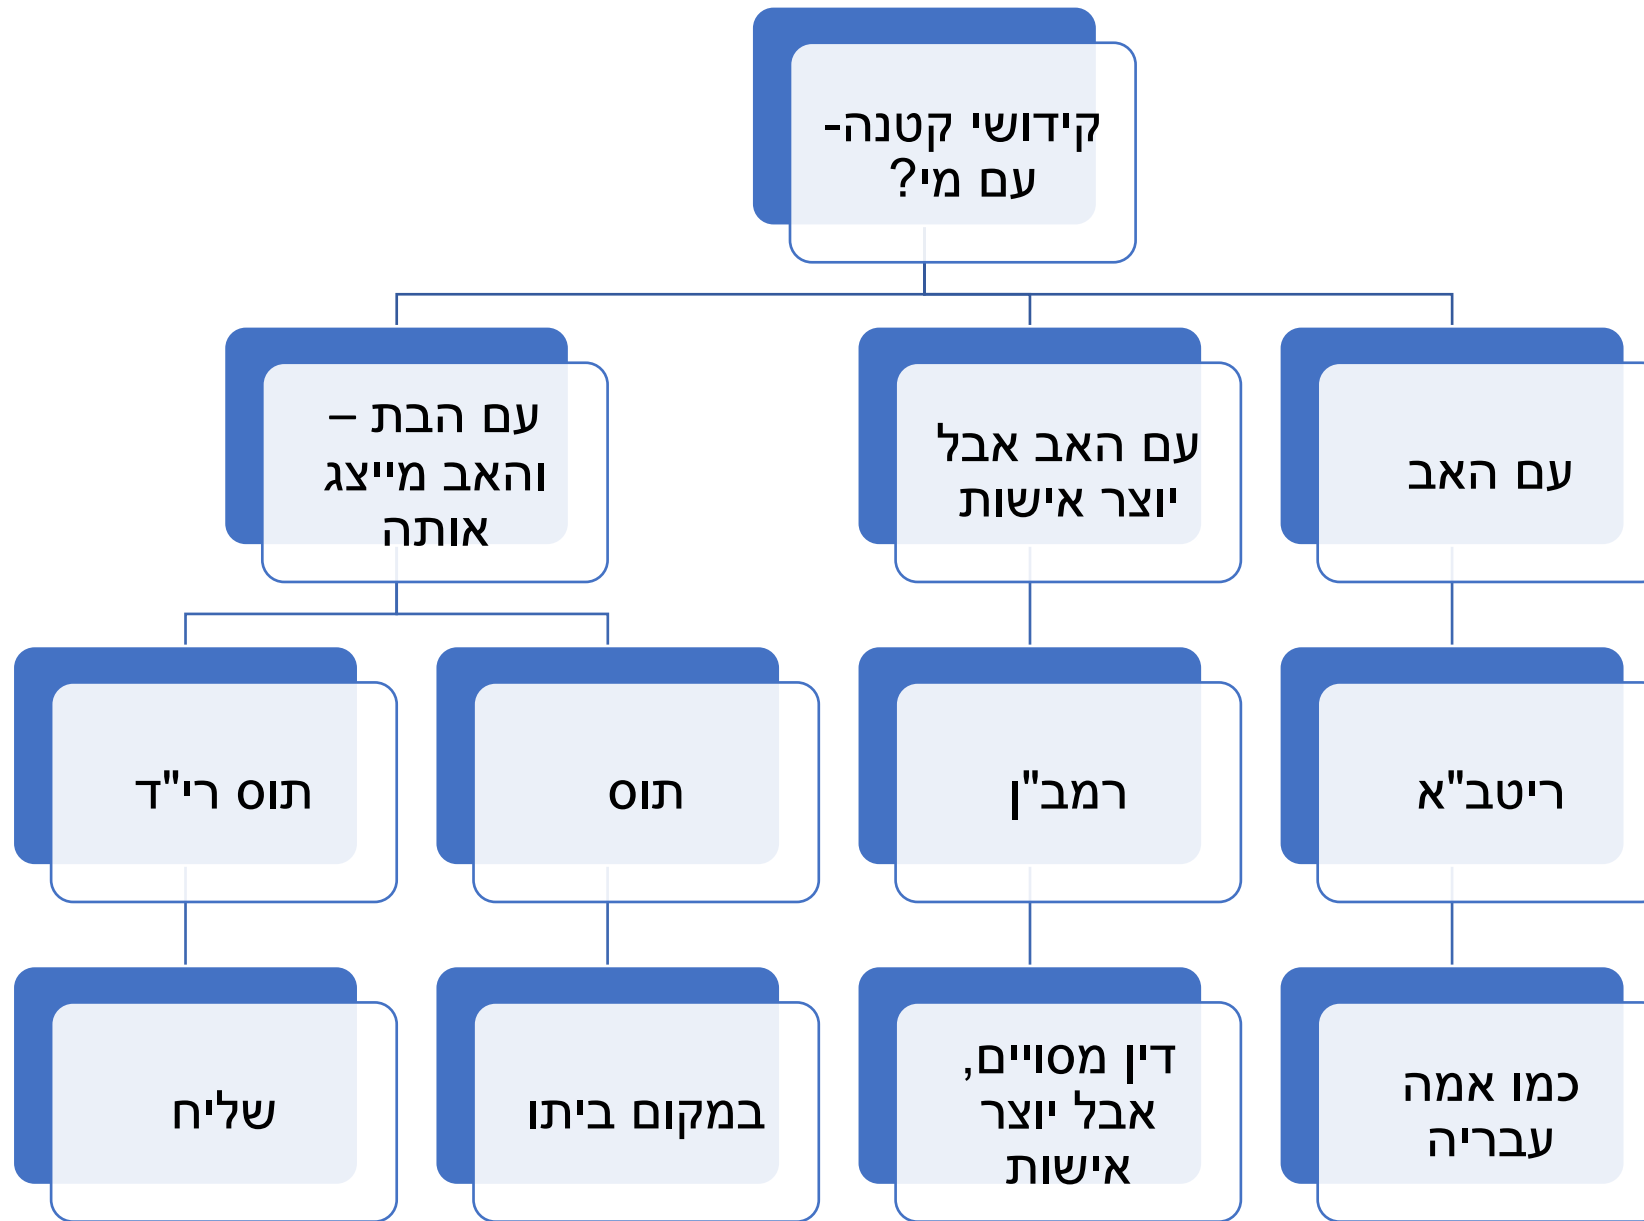 קידושי קטנה-
עם מי?
עם האב
עם האב אבל
יוצר אישות
עם הבת –
והאב מייצג
אותה
ריטב"א
רמב"ן
תוס
תוס רי"ד
כמו אמה
עבריה
דין מסויים,
אבל יוצר
אישות
במקום ביתו
שליח